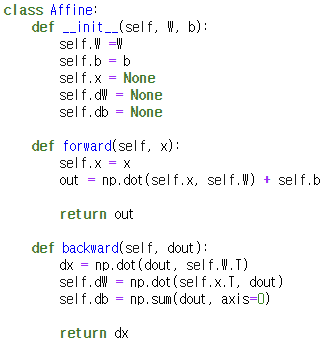 class Affine:
    def __init__(self, W, b):
        self.W =W
        self.b = b
        self.x = None
        self.dW = None
        self.db = None

    def forward(self, x):
        self.x = x
        out = np.dot(self.x, self.W) + self.b

        return out

    def backward(self, dout):
        dx = np.dot(dout, self.W.T)
        self.dW = np.dot(self.x.T, dout)
        self.db = np.sum(dout, axis=0)

        return dx